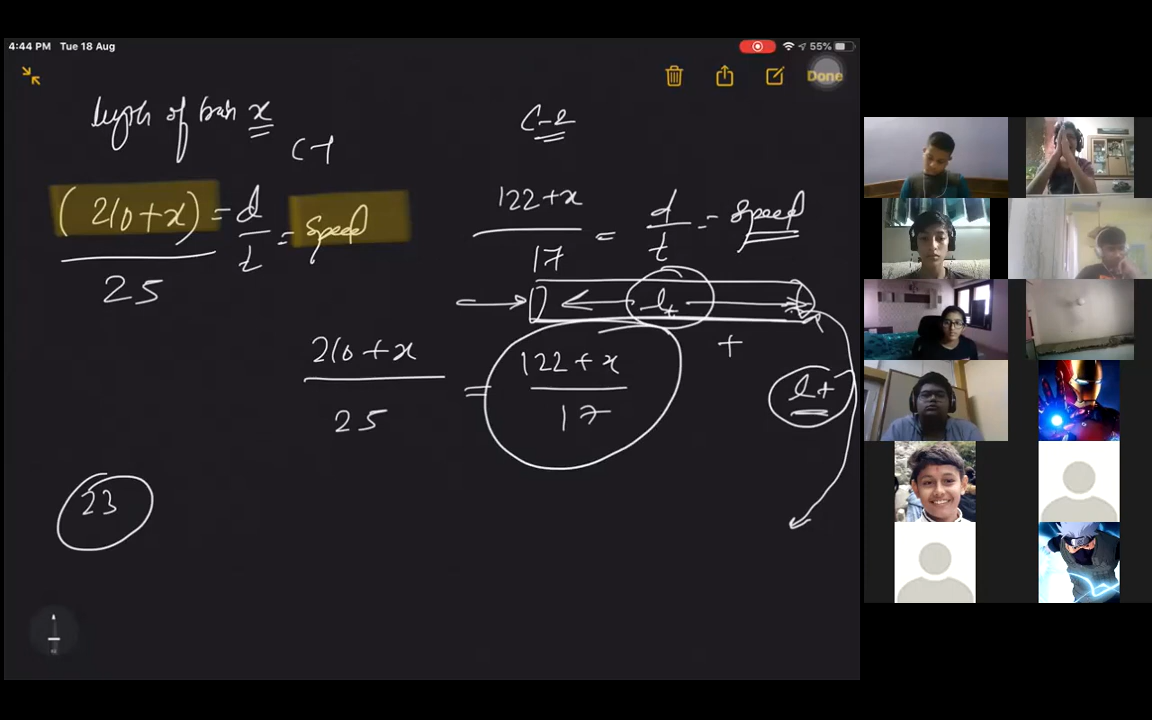 4:44 PM Tue 18 Aug
55%
Done
length of train x
C-1
C-2
(210+x) = d = speed
25 t
122+x = d = speed
17 t
lt
+
lt
210+x = 122+x
25 17
23